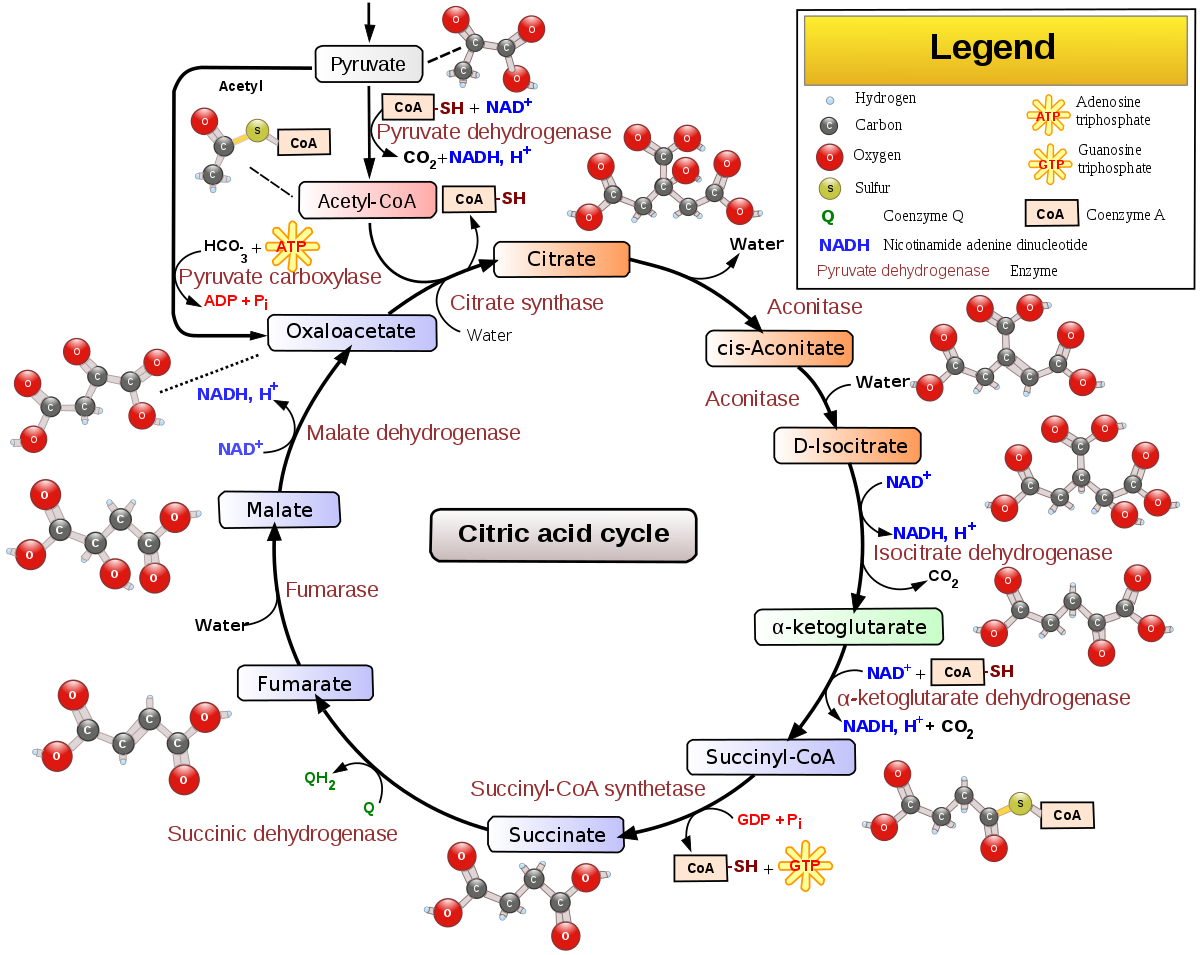 Legend
Hydrogen
Carbon
Oxygen
S Sulfur
Q Coenzyme Q
NADH Nicotinamide adenine dinucleotide
Pyruvate dehydrogenase Enzyme
ATP Adenosine
triphosphate
GTP Guanosine
triphosphate
CoA Coenzyme A
Citric acid cycle
Pyruvate
O
O
C
C
C
O
CoA -SH + NAD+
Pyruvate dehydrogenase
CO2+NADH, H+
Acetyl
O
C
S
CoA
C
Acetyl-CoA
CoA -SH
HCO3- + ATP
Pyruvate carboxylase
ADP + Pi
Oxaloacetate
Citrate synthase
Water
Citrate
O
O
C
O
O
O
C
C
C
C
C
O
O
Water
Aconitase
cis-Aconitate
O
O
C
O
O
C
C
C
C
C
O
O
Aconitase
Water
D-Isocitrate
O
O
C
O
O
C
C
C
C
C
O
O
O
NAD+
NADH, H+
Isocitrate dehydrogenase
CO2
α-ketoglutarate
O
O
C
C
C
C
C
O
O
O
NAD+ + CoA -SH
α-ketoglutarate dehydrogenase
NADH, H+ + CO2
Succinyl-CoA
O
C
C
C
C
S
CoA
O
O
Succinyl-CoA synthetase
GDP + Pi
CoA -SH + GTP
Succinate
O
O
C
C
C
C
O
O
QH2
Q
Succinic dehydrogenase
Fumarate
O
O
C
C
C
C
O
O
Water
Fumarase
Malate
O
O
C
C
C
C
O
O
O
NAD+
NADH, H+
Malate dehydrogenase
O
O
O
C
C
C
C
O
O